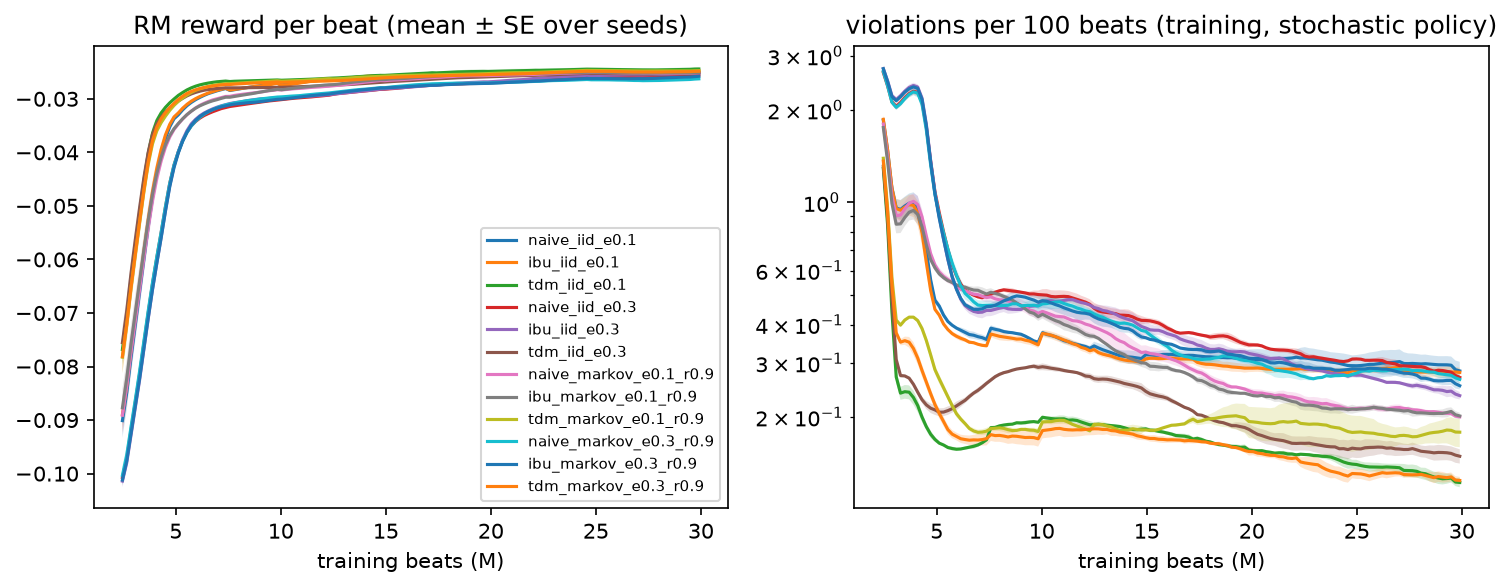 RM reward per beat (mean ± SE over seeds)
−0.03
−0.04
−0.05
−0.06
−0.07
−0.08
−0.09
−0.10
naive_iid_e0.1
ibu_iid_e0.1
tdm_iid_e0.1
naive_iid_e0.3
ibu_iid_e0.3
tdm_iid_e0.3
naive_markov_e0.1_r0.9
ibu_markov_e0.1_r0.9
tdm_markov_e0.1_r0.9
naive_markov_e0.3_r0.9
ibu_markov_e0.3_r0.9
tdm_markov_e0.3_r0.9
5 10 15 20 25 30
training beats (M)
violations per 100 beats (training, stochastic policy)
3 × 10⁰
2 × 10⁰
10⁰
6 × 10⁻¹
4 × 10⁻¹
3 × 10⁻¹
2 × 10⁻¹
5 10 15 20 25 30
training beats (M)